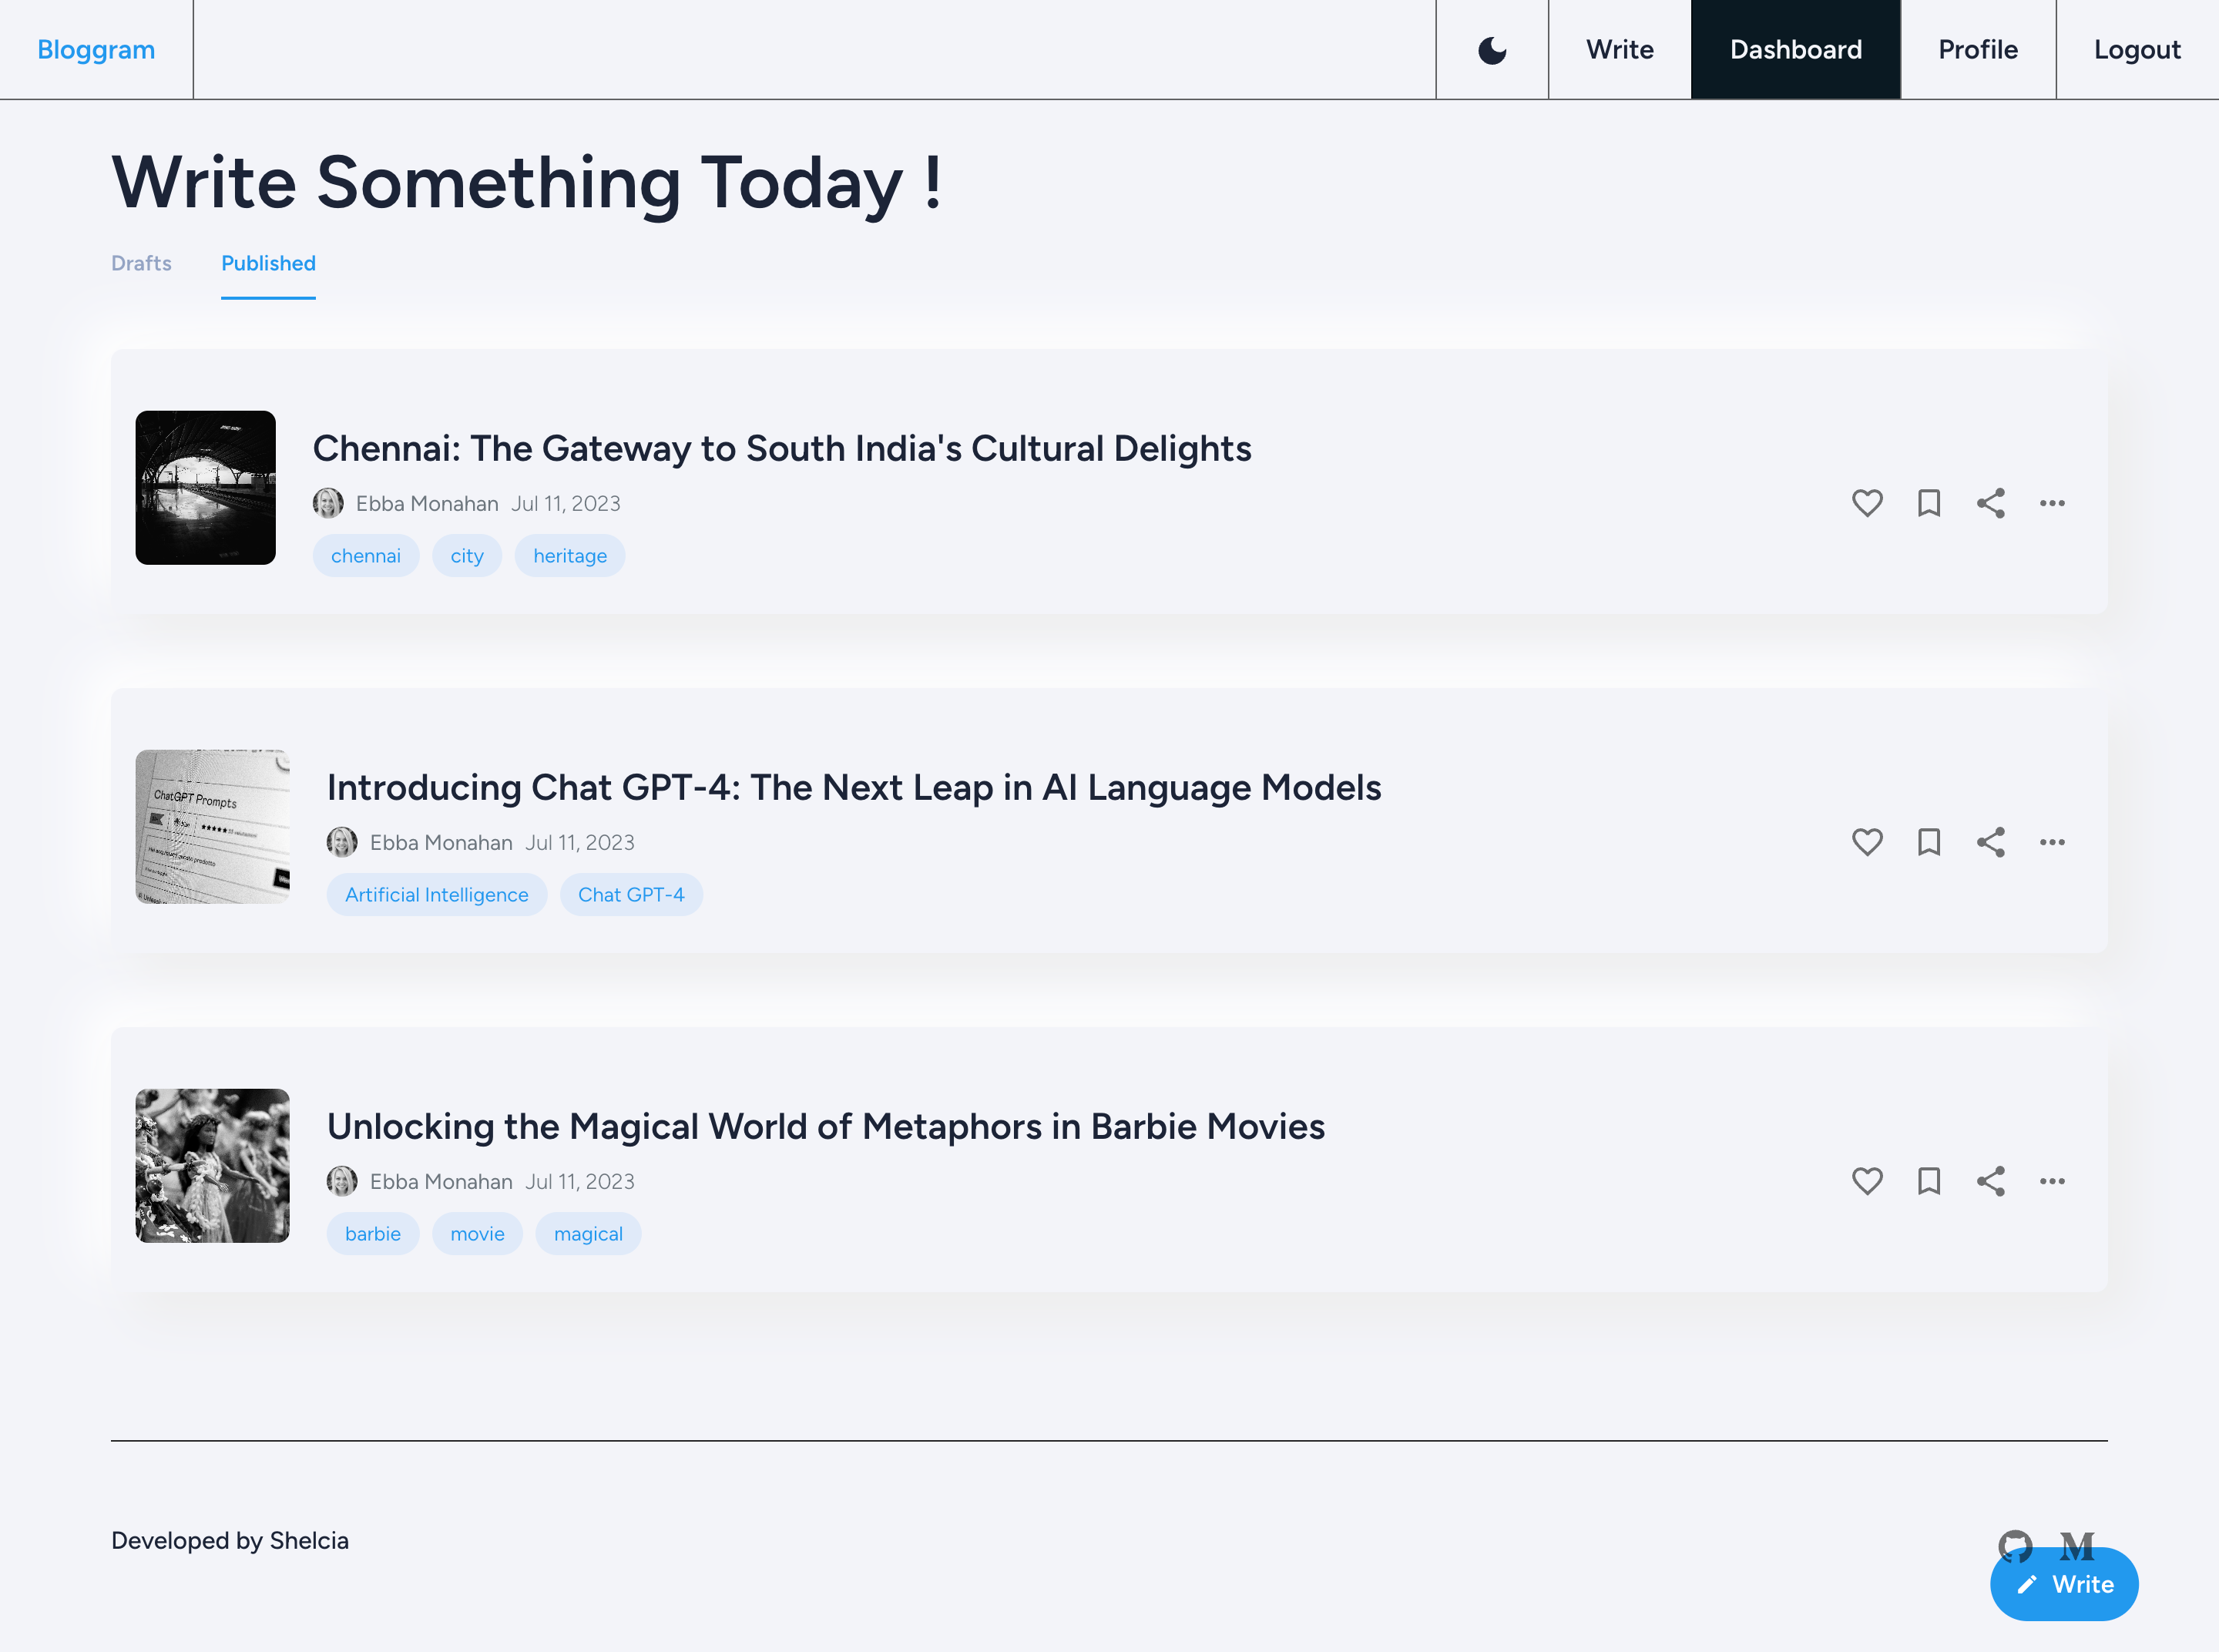 Bloggram
Write
Dashboard
Profile
Logout
Write Something Today !
Drafts
Published
Chennai: The Gateway to South India's Cultural Delights
Ebba Monahan Jul 11, 2023
chennai city heritage
Introducing Chat GPT-4: The Next Leap in AI Language Models
ChatGPT Prompts
Ebba Monahan Jul 11, 2023
Artificial Intelligence Chat GPT-4
Unlocking the Magical World of Metaphors in Barbie Movies
Ebba Monahan Jul 11, 2023
barbie movie magical
Developed by Shelcia
M
Write